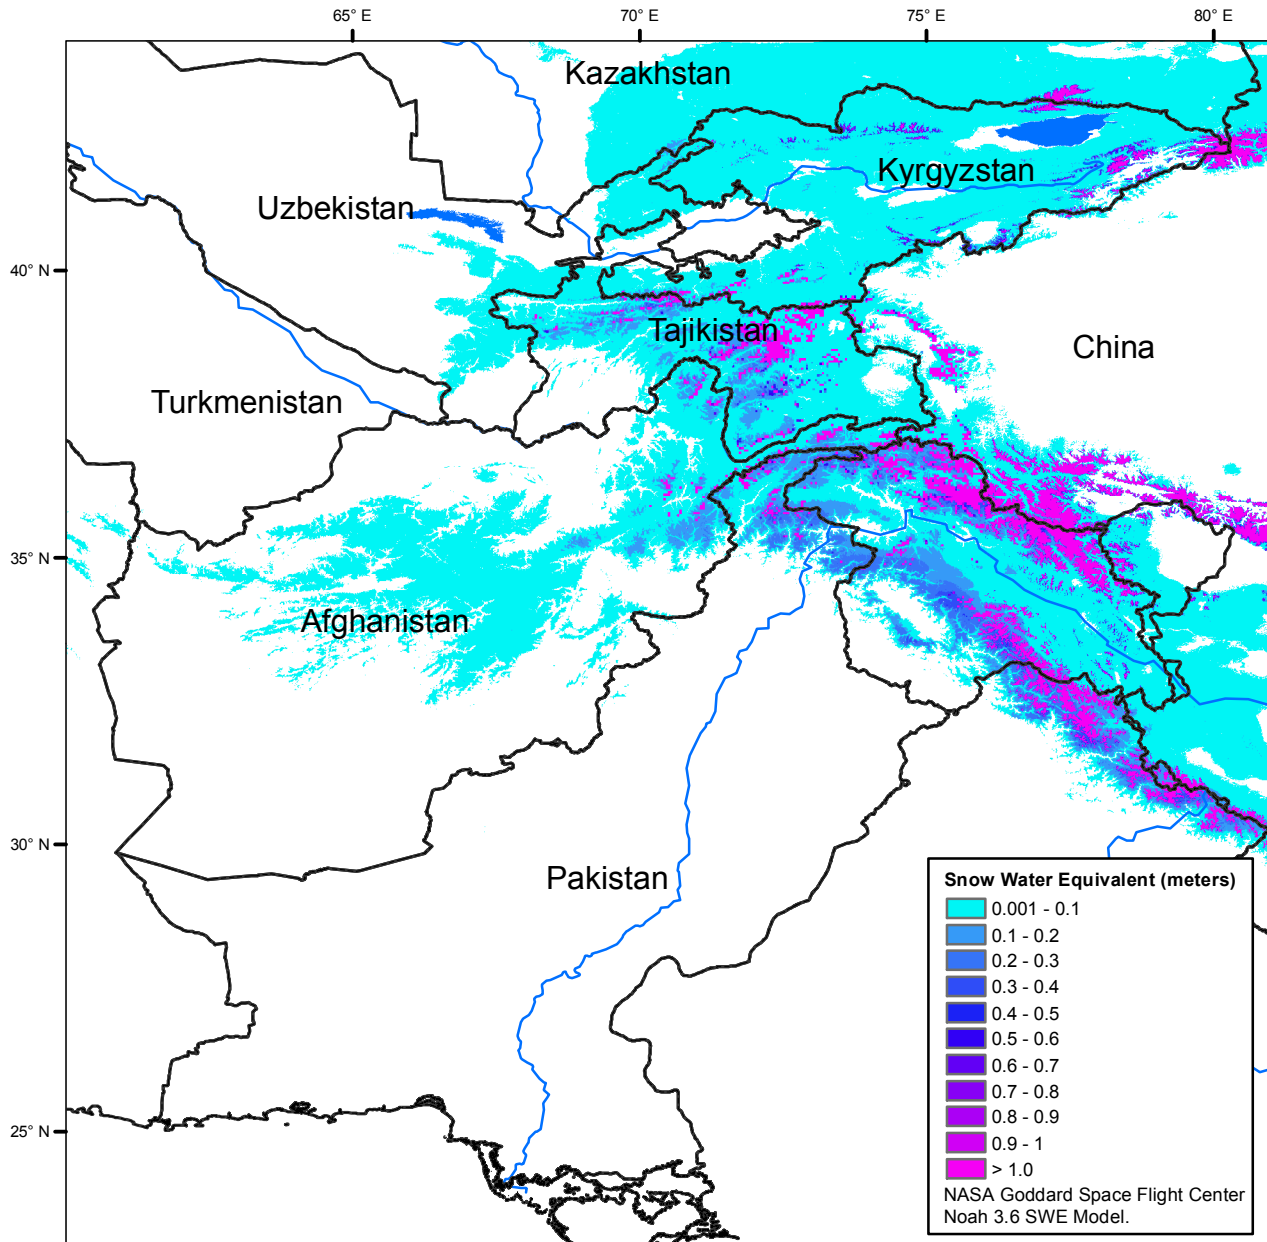 65° E
70° E
75° E
80° E
Kazakhstan
Kyrgyzstan
Uzbekistan
40° N
Tajikistan
China
Turkmenistan
35° N
Afghanistan
30° N
Pakistan
25° N
Snow Water Equivalent (meters)
0.001 - 0.1
0.1 - 0.2
0.2 - 0.3
0.3 - 0.4
0.4 - 0.5
0.5 - 0.6
0.6 - 0.7
0.7 - 0.8
0.8 - 0.9
0.9 - 1
> 1.0
NASA Goddard Space Flight Center
Noah 3.6 SWE Model.